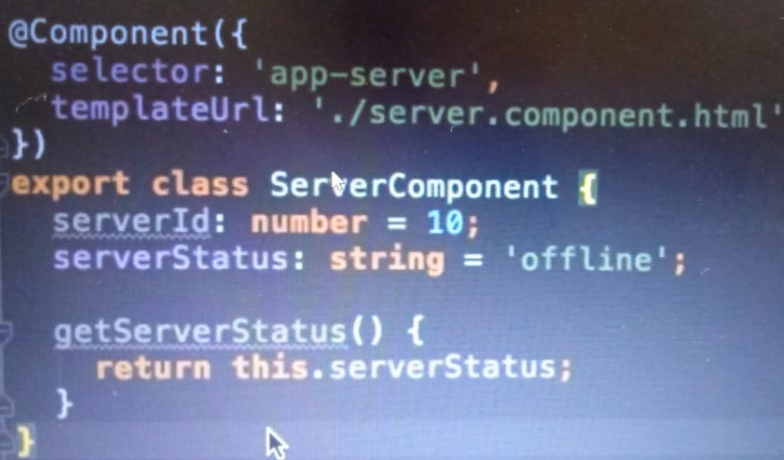 @Component({
  selector: 'app-server',
  templateUrl: './server.component.html'
})
export class ServerComponent {
  serverId: number = 10;
  serverStatus: string = 'offline';

  getServerStatus() {
    return this.serverStatus;
  }
}